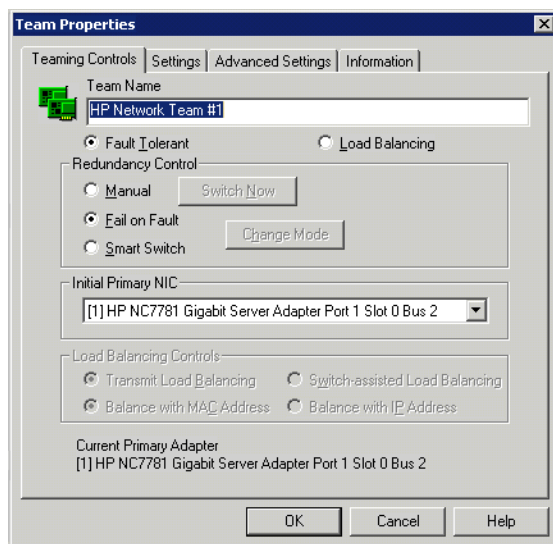 Team Properties
Teaming Controls Settings Advanced Settings Information
Team Name
HP Network Team #1
Fault Tolerant Load Balancing
Redundancy Control
Manual Switch Now
Fail on Fault
Change Mode
Smart Switch
Initial Primary NIC
[1] HP NC7781 Gigabit Server Adapter Port 1 Slot 0 Bus 2
Load Balancing Controls
Transmit Load Balancing Switch-assisted Load Balancing
Balance with MAC Address Balance with IP Address
Current Primary Adapter
[1] HP NC7781 Gigabit Server Adapter Port 1 Slot 0 Bus 2
OK Cancel Help